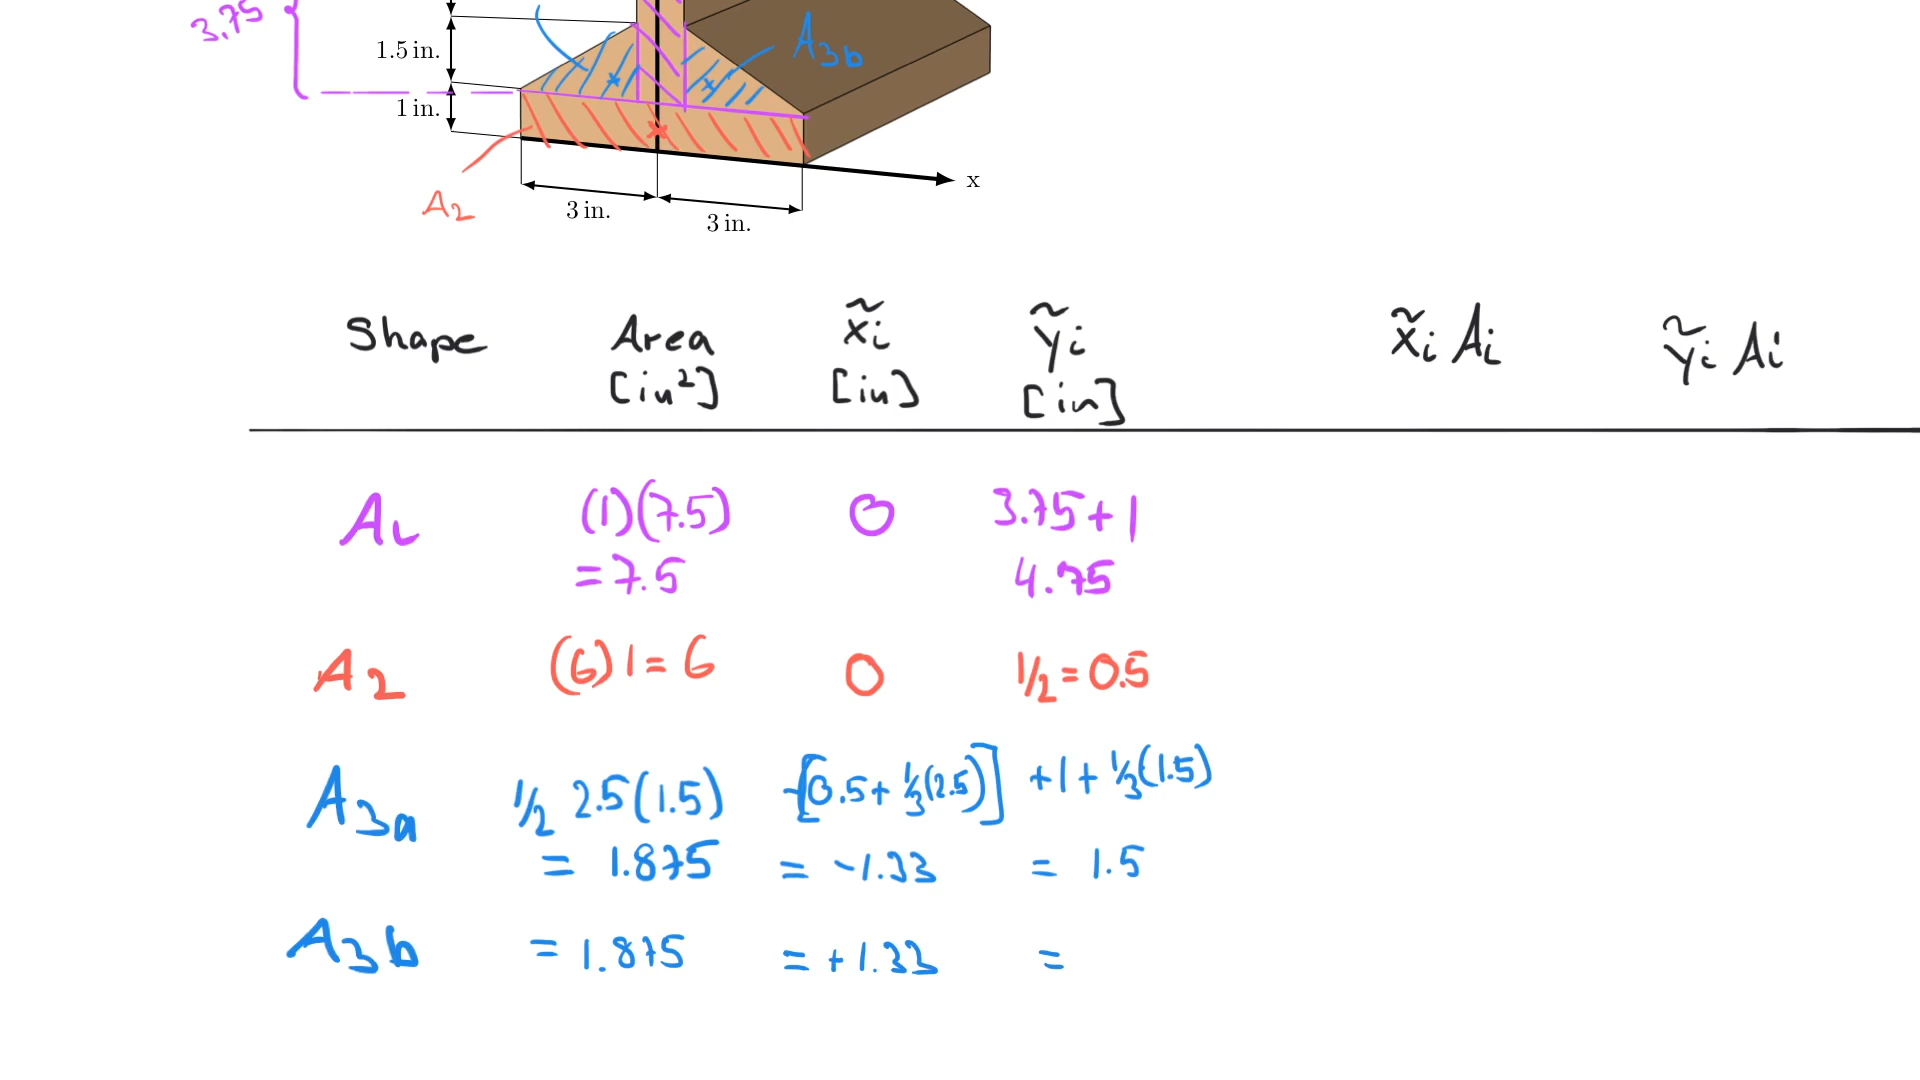 3.75
1.5 in.
A3b
1 in.
A2
x
3 in.
3 in.
Shape Area x̃i ỹi x̃i Ai ỹi Ai
[in²] [in] [in]
A1 (1)(7.5) 0 3.75+1
=7.5 4.75
A2 (6)1=6 0 1/2=0.5
A3a 1/2 2.5(1.5) -[0.5+1/3(2.5)] +1+1/3(1.5)
= 1.875 = -1.33 = 1.5
A3b = 1.875 = +1.33 =